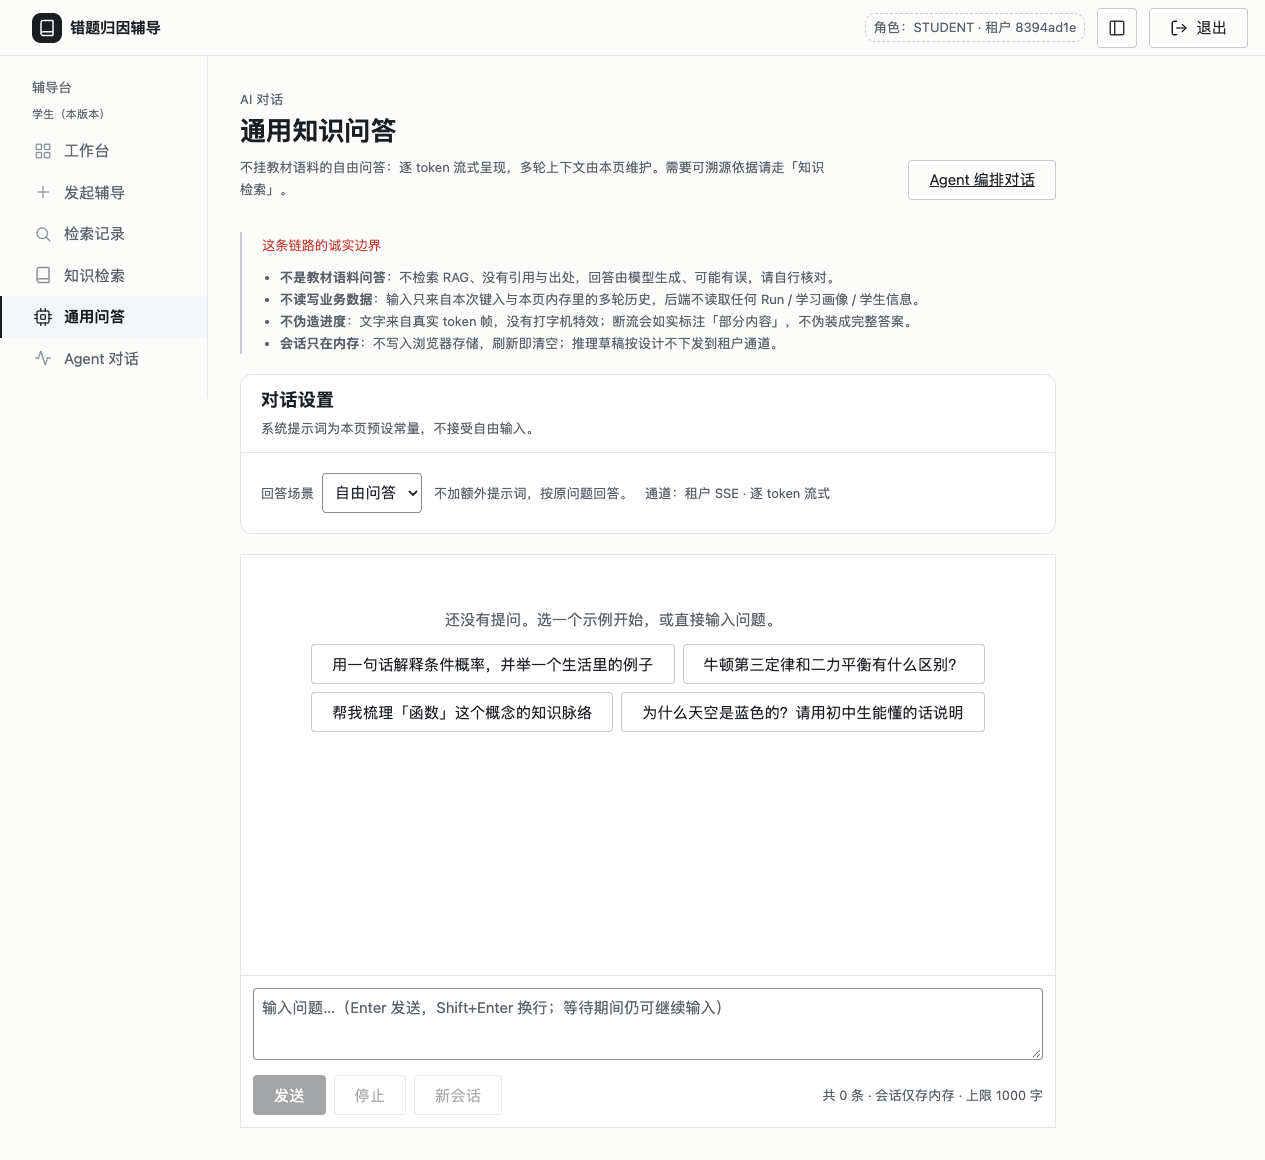 错题归因辅导
角色：STUDENT · 租户 8394ad1e
退出
辅导台
学生（本版本）
工作台
发起辅导
检索记录
知识检索
通用问答
Agent 对话
AI 对话
通用知识问答
不挂教材语料的自由问答：逐 token 流式呈现，多轮上下文由本页维护。需要可溯源依据请走「知识
检索」。
Agent 编排对话
这条链路的诚实边界
不是教材语料问答：不检索 RAG、没有引用与出处，回答由模型生成、可能有误，请自行核对。
不读写业务数据：输入只来自本次键入与本页内存里的多轮历史，后端不读取任何 Run / 学习画像 / 学生信息。
不伪造进度：文字来自真实 token 帧，没有打字机特效；断流会如实标注「部分内容」，不伪装成完整答案。
会话只在内存：不写入浏览器存储，刷新即清空；推理草稿按设计不下发到租户通道。
对话设置
系统提示词为本页预设常量，不接受自由输入。
回答场景 自由问答 不加额外提示词，按原问题回答。 通道：租户 SSE · 逐 token 流式
还没有提问。选一个示例开始，或直接输入问题。
用一句话解释条件概率，并举一个生活里的例子
牛顿第三定律和二力平衡有什么区别？
帮我梳理「函数」这个概念的知识脉络
为什么天空是蓝色的？请用初中生能懂的话说明
输入问题...（Enter 发送，Shift+Enter 换行；等待期间仍可继续输入）
发送
停止
新会话
共 0 条 · 会话仅存内存 · 上限 1000 字